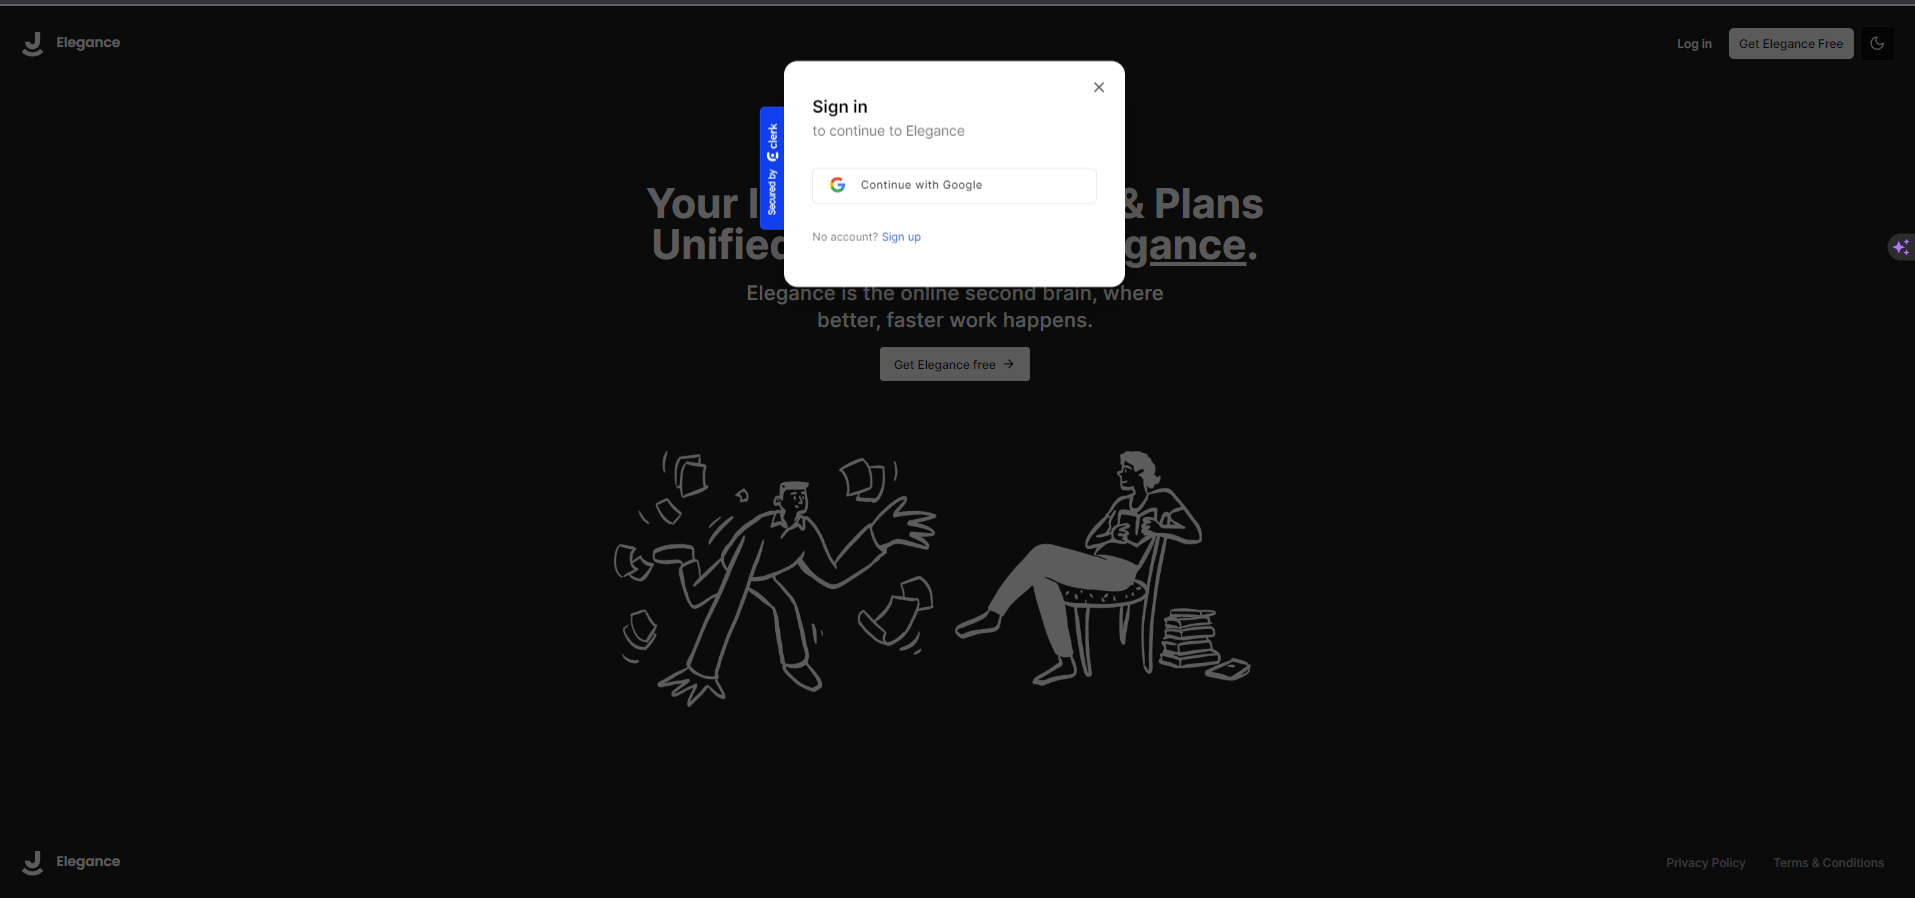 Elegance
Log in
Get Elegance Free
Sign in
to continue to Elegance
Secured by clerk
Continue with Google
No account? Sign up
Your & Plans
Unified gance.
Elegance is the online second brain, where
better, faster work happens.
Get Elegance free
Elegance
Privacy Policy
Terms & Conditions